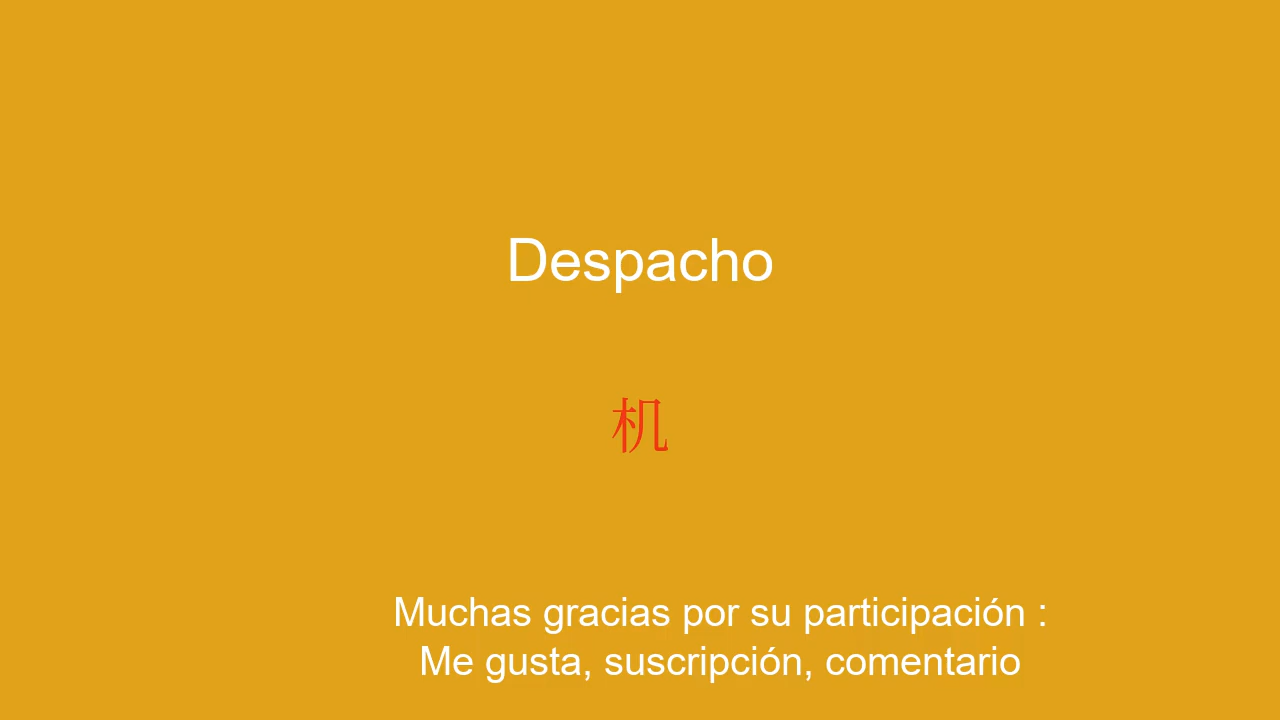 Despacho
机
Muchas gracias por su participación :
Me gusta, suscripción, comentario